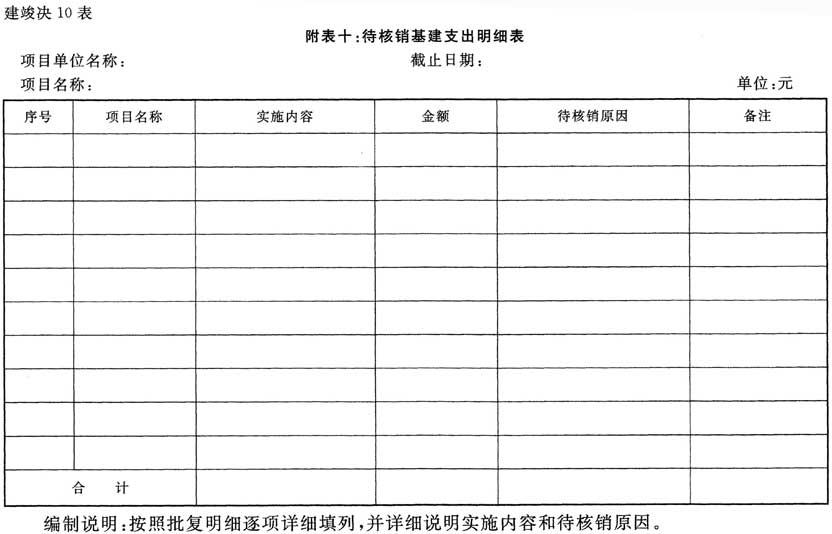 建竣决 10 表
附表十:待核销基建支出明细表
项目单位名称: 截止日期:
项目名称: 单位:元
序号 项目名称 实施内容 金额 待核销原因 备注
合 计
编制说明:按照批复明细逐项详细填列,并详细说明实施内容和待核销原因。